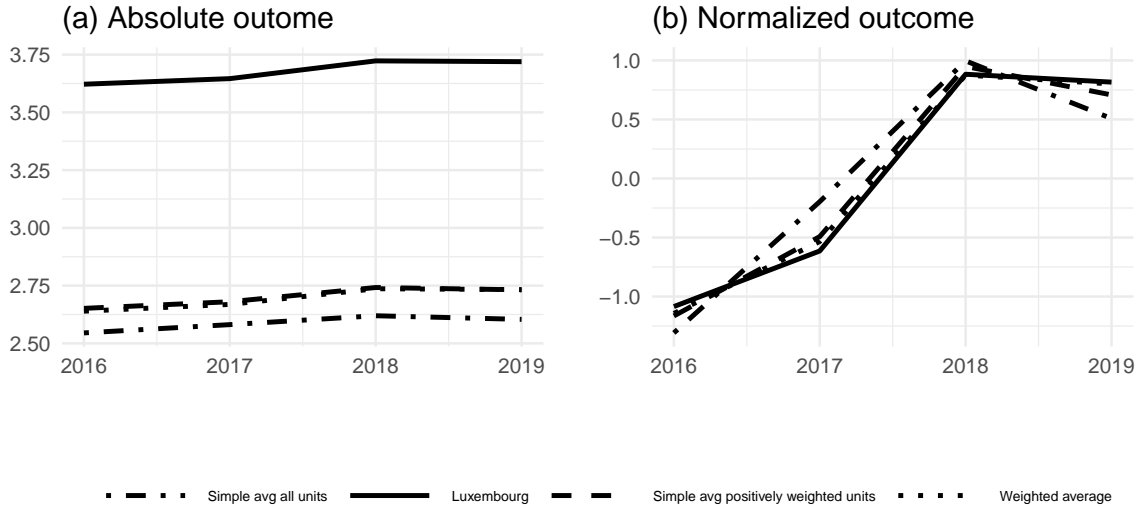 (a) Absolute outome
3.75
3.50
3.25
3.00
2.75
2.50
2016 2017 2018 2019
(b) Normalized outcome
1.0
0.5
0.0
−0.5
−1.0
2016 2017 2018 2019
Simple avg all units Luxembourg Simple avg positively weighted units Weighted average